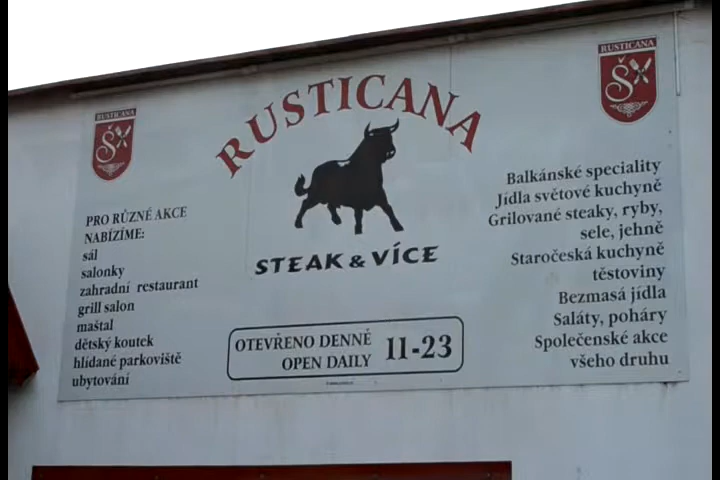 RUSTICANA
RUSTICANA
Š
RUSTICANA
Š
STEAK & VÍCE
PRO RŮZNÉ AKCE
NABÍZÍME:
sál
salonky
zahradní restaurant
grill salon
maštal
dětský koutek
hlídané parkoviště
ubytování
OTEVŘENO DENNĚ
OPEN DAILY
11-23
Balkánské speciality
Jídla světové kuchyně
Grilované steaky, ryby,
sele, jehně
Staročeská kuchyně
těstoviny
Bezmasá jídla
Saláty, poháry
Společenské akce
všeho druhu